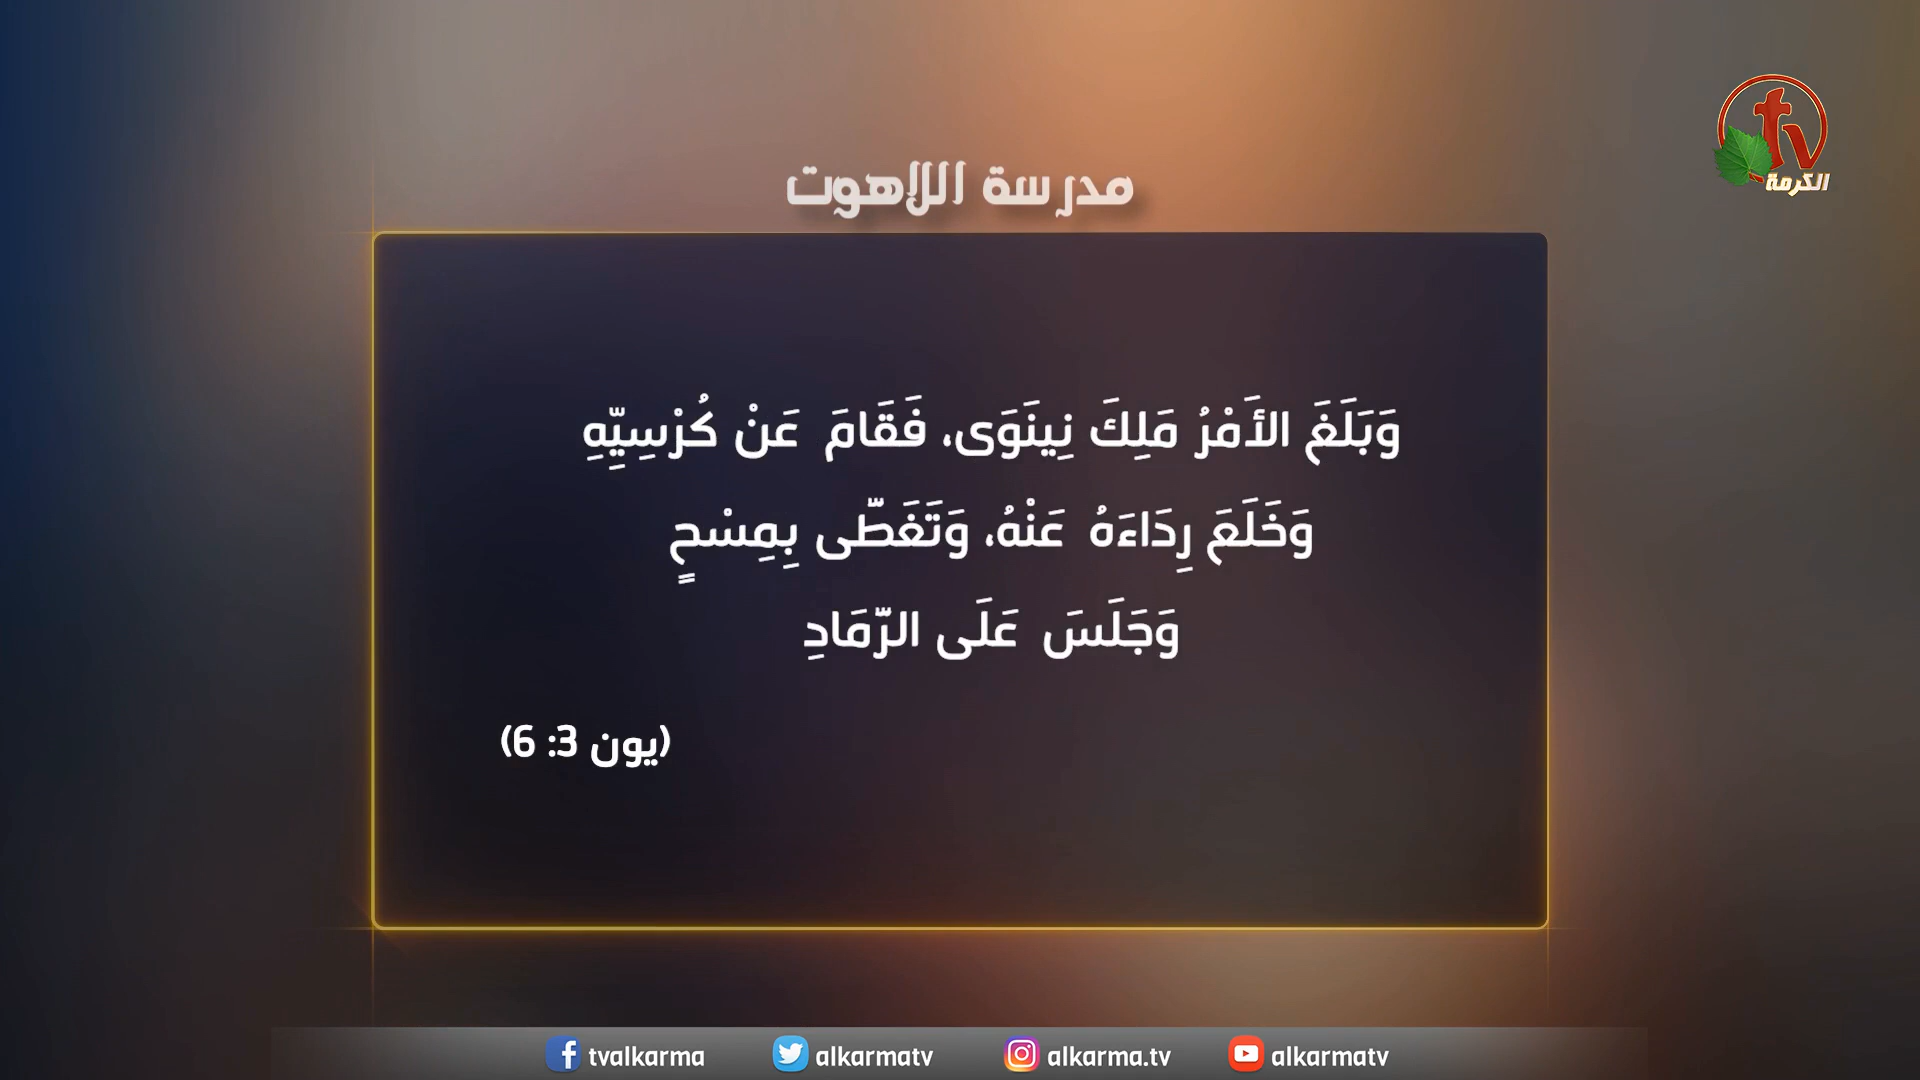 مدرسة اللاهوت
tv
الكرمة
وَبَلَغَ الأَمْرُ مَلِكَ نِينَوَى، فَقَامَ عَنْ كُرْسِيِّهِ
وَخَلَعَ رِدَاءَهُ عَنْهُ، وَتَغَطَّى بِمِسْحٍ
وَجَلَسَ عَلَى الرَّمَادِ
(يون 3: 6)
tvalkarma alkarmatv alkarma.tv alkarmatv